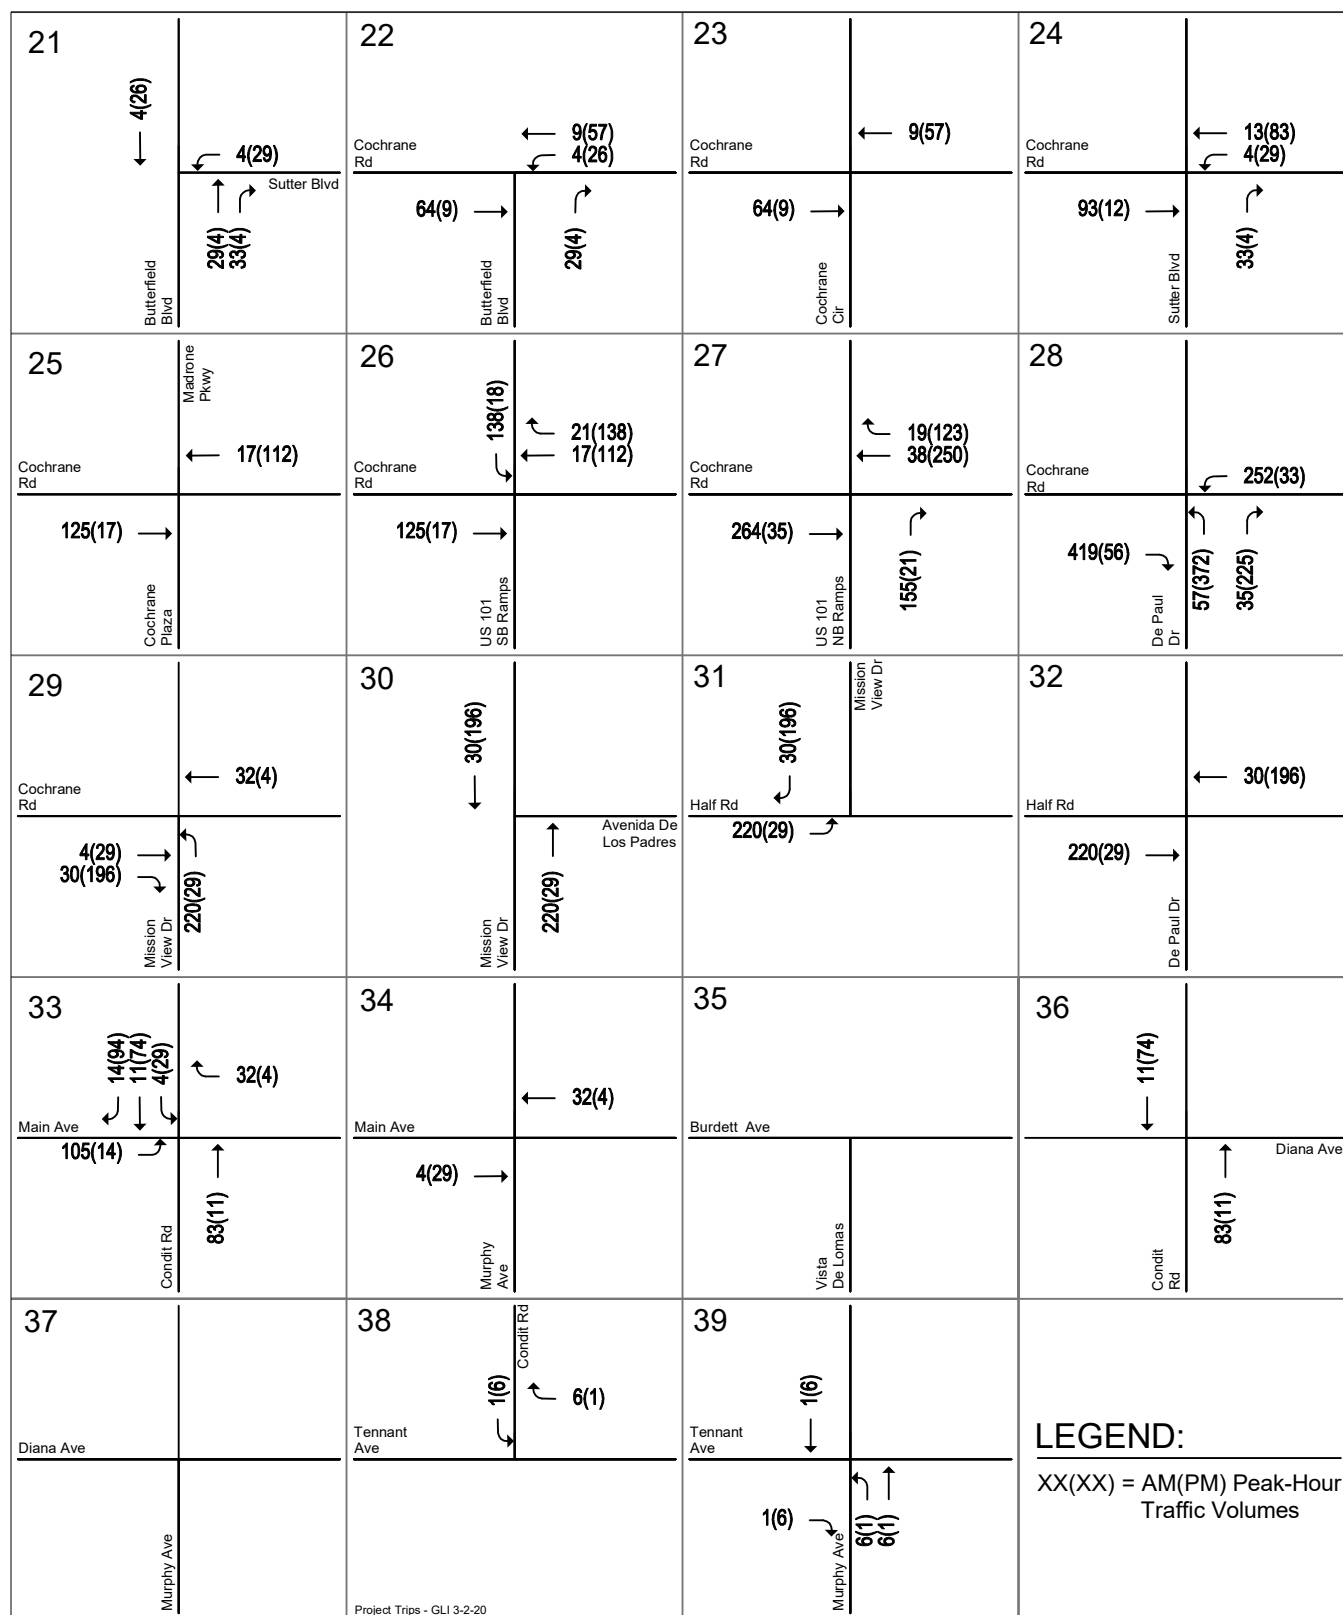 21
4(26)
4(29)
Sutter Blvd
29(4)
33(4)
Butterfield
Blvd
22
Cochrane
Rd
9(57)
4(26)
64(9)
29(4)
Butterfield
Blvd
23
Cochrane
Rd
9(57)
64(9)
Cochrane
Cir
24
Cochrane
Rd
13(83)
4(29)
93(12)
33(4)
Sutter Blvd
25
Madrone
Pkwy
Cochrane
Rd
17(112)
125(17)
Cochrane
Plaza
26
138(18)
21(138)
17(112)
Cochrane
Rd
125(17)
US 101
SB Ramps
27
19(123)
38(250)
Cochrane
Rd
264(35)
155(21)
US 101
NB Ramps
28
Cochrane
Rd
252(33)
419(56)
57(372)
35(225)
De Paul
Dr
29
Cochrane
Rd
32(4)
4(29)
30(196)
220(29)
Mission
View Dr
30
30(196)
Avenida De
Los Padres
220(29)
Mission
View Dr
31
Mission
View Dr
30(196)
Half Rd
220(29)
32
30(196)
Half Rd
220(29)
De Paul Dr
33
14(94)
11(74)
4(29)
32(4)
Main Ave
105(14)
83(11)
Condit Rd
34
32(4)
Main Ave
4(29)
Murphy
Ave
35
Burdett Ave
Vista
De Lomas
36
11(74)
Diana Ave
83(11)
Condit
Rd
37
Diana Ave
Murphy Ave
38
Condit Rd
1(6)
6(1)
Tennant
Ave
Project Trips - GLI 3-2-20
39
1(6)
Tennant
Ave
1(6)
6(1)
6(1)
Murphy Ave
LEGEND:
XX(XX) = AM(PM) Peak-Hour
Traffic Volumes